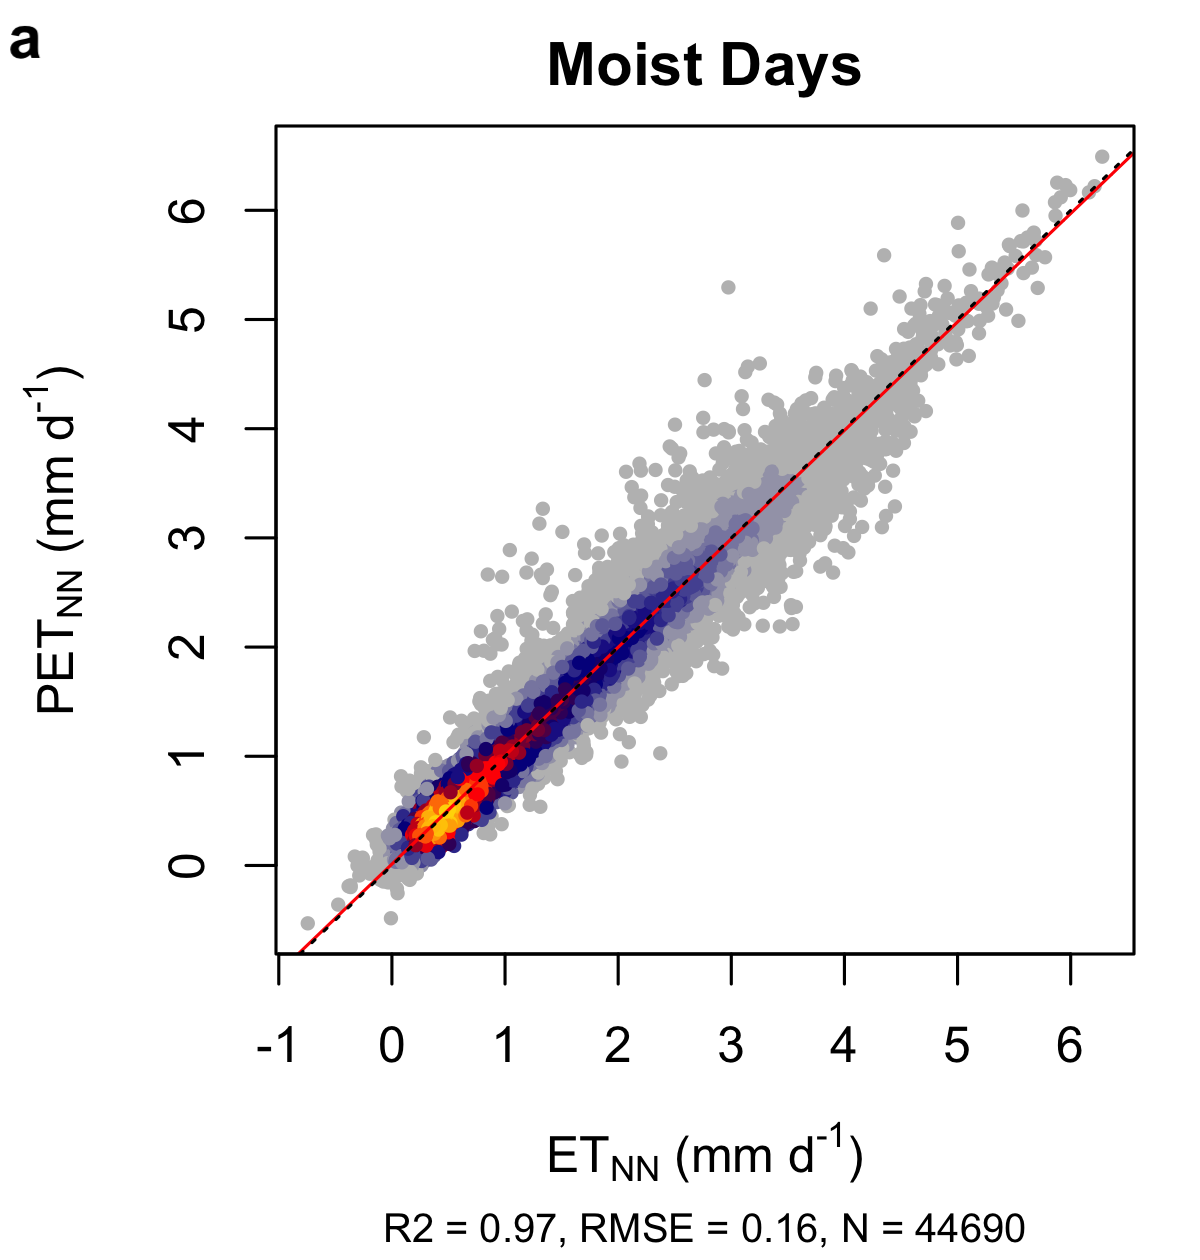 a
Moist Days
PET_NN (mm d^-1)
6
5
4
3
2
1
0
-1 0 1 2 3 4 5 6
ET_NN (mm d^-1)
R2 = 0.97, RMSE = 0.16, N = 44690